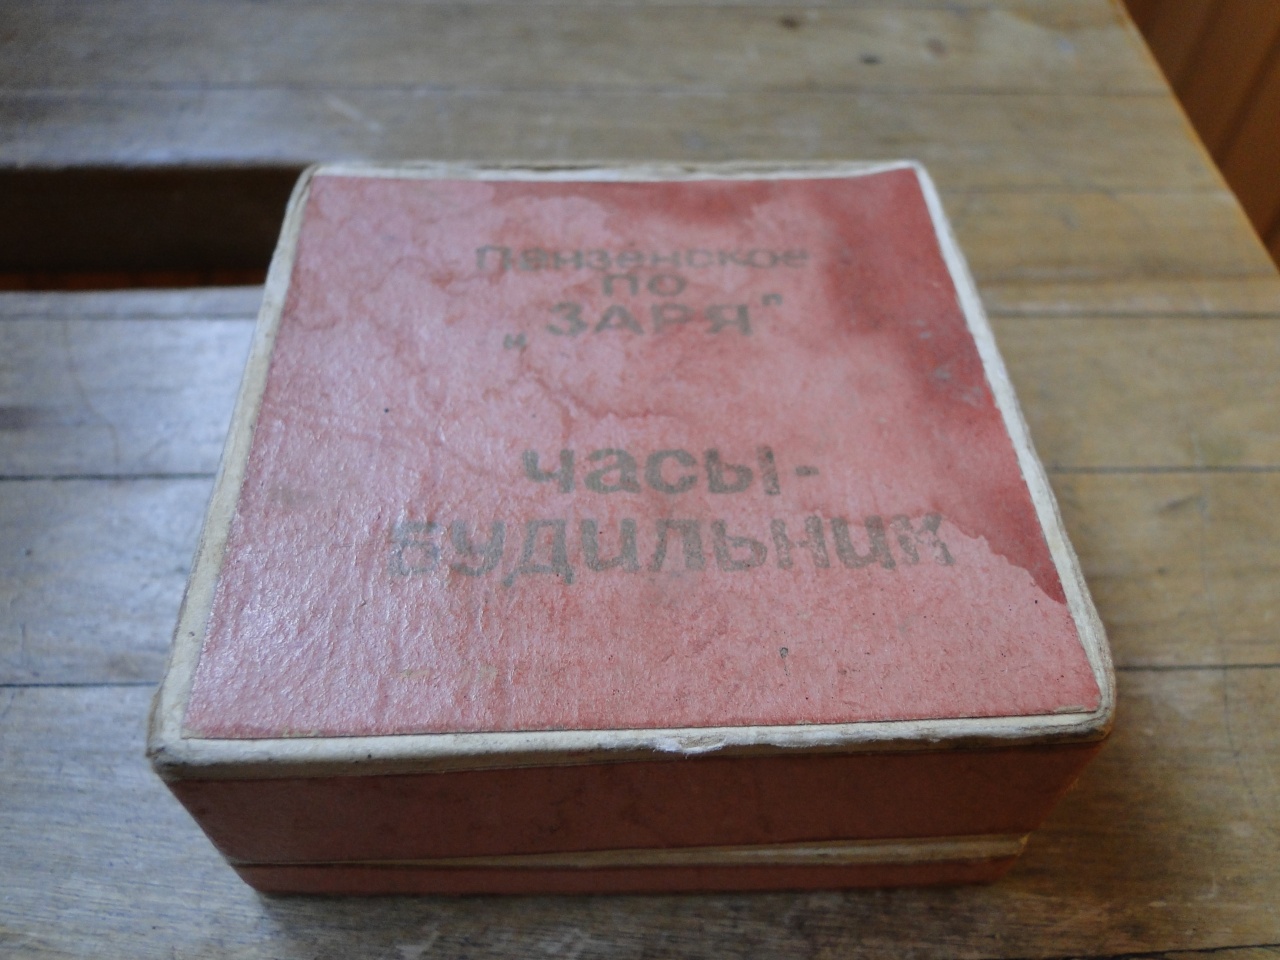 Пензенское
ПО
„ЗАРЯ"
часы-
будильник